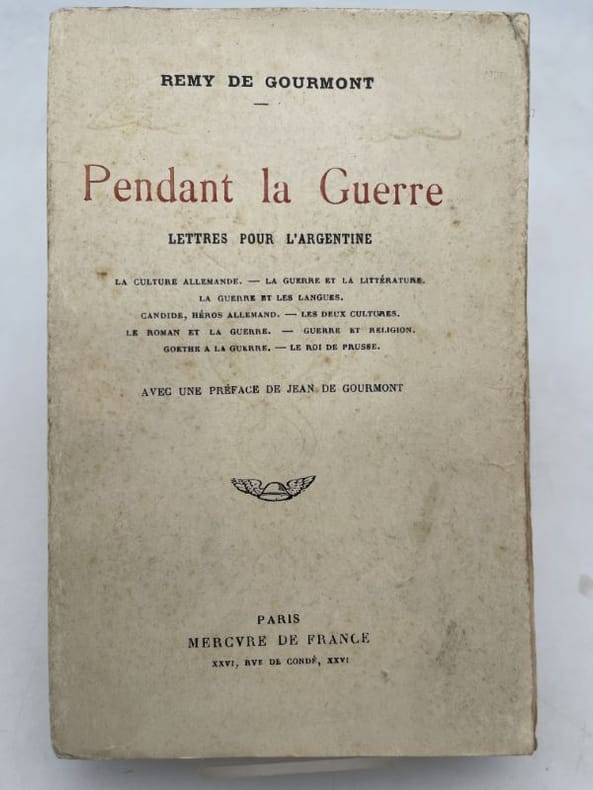 REMY DE GOURMONT
—
Pendant la Guerre
LETTRES POUR L'ARGENTINE
LA CULTURE ALLEMANDE. — LA GUERRE ET LA LITTÉRATURE.
LA GUERRE ET LES LANGUES.
CANDIDE, HÉROS ALLEMAND. — LES DEUX CULTURES.
LE ROMAN ET LA GUERRE. — GUERRE ET RELIGION.
GOETHE A LA GUERRE. — LE ROI DE PRUSSE.
AVEC UNE PRÉFACE DE JEAN DE GOURMONT
PARIS
MERCVRE DE FRANCE
XXVI, RVE DE CONDÉ, XXVI